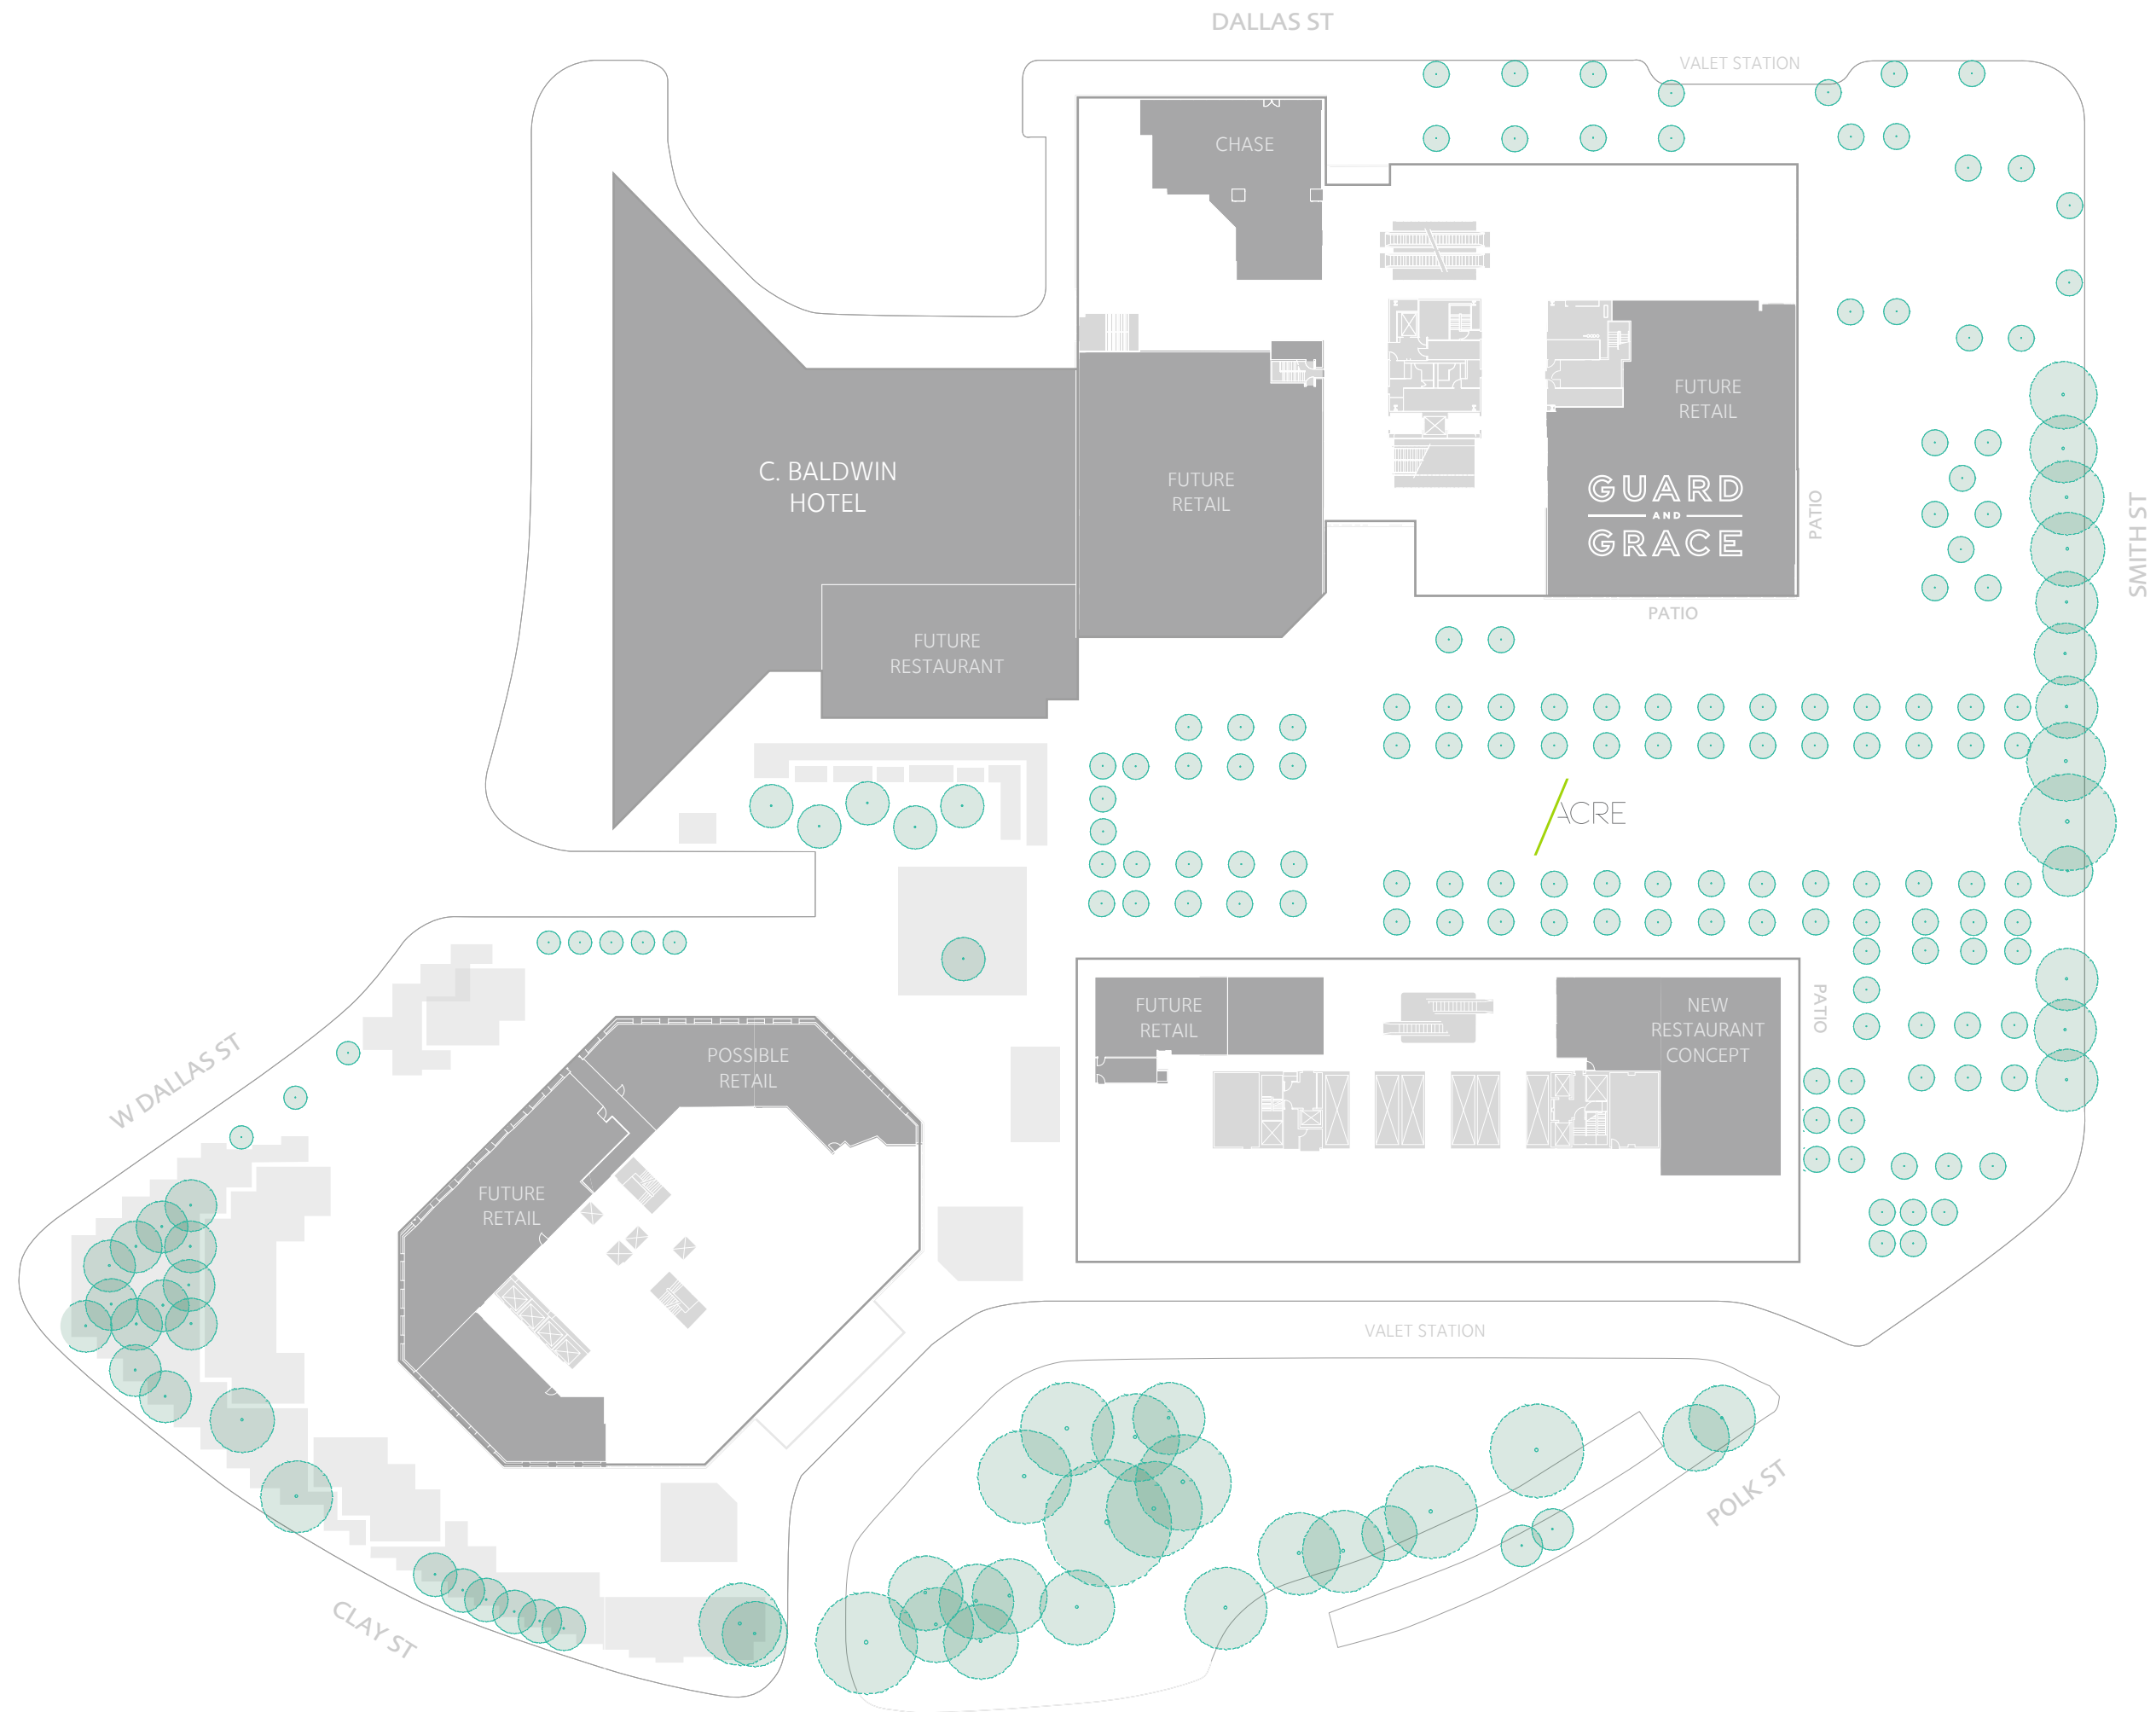 DALLAS ST
VALET STATION
CHASE
FUTURE
RETAIL
C. BALDWIN
HOTEL
FUTURE
RETAIL
GUARD
AND
GRACE
PATIO
SMITH ST
PATIO
FUTURE
RESTAURANT
ACRE
FUTURE
RETAIL
NEW
RESTAURANT
CONCEPT
PATIO
W DALLAS ST
POSSIBLE
RETAIL
FUTURE
RETAIL
VALET STATION
POLK ST
CLAY ST